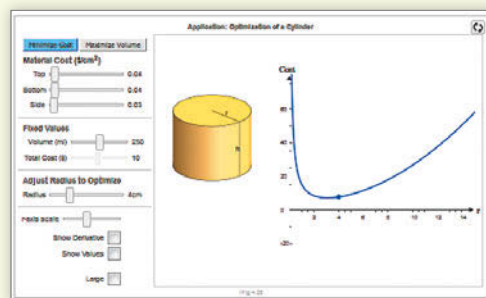 Application: Optimization of a Cylinder
Minimize Cost Maximize Volume
Material Cost ($/cm²)
Top 0.04
Bottom 0.04
Side 0.03
Fixed Values
Volume (ml) 250
Total Cost ($) 10
Adjust Radius to Optimize
Radius 4cm
Scale
Show Derivative
Show Values
Large
r
h
Cost
60
40
20
0
-20
2 4 6 8 10 12 14
r